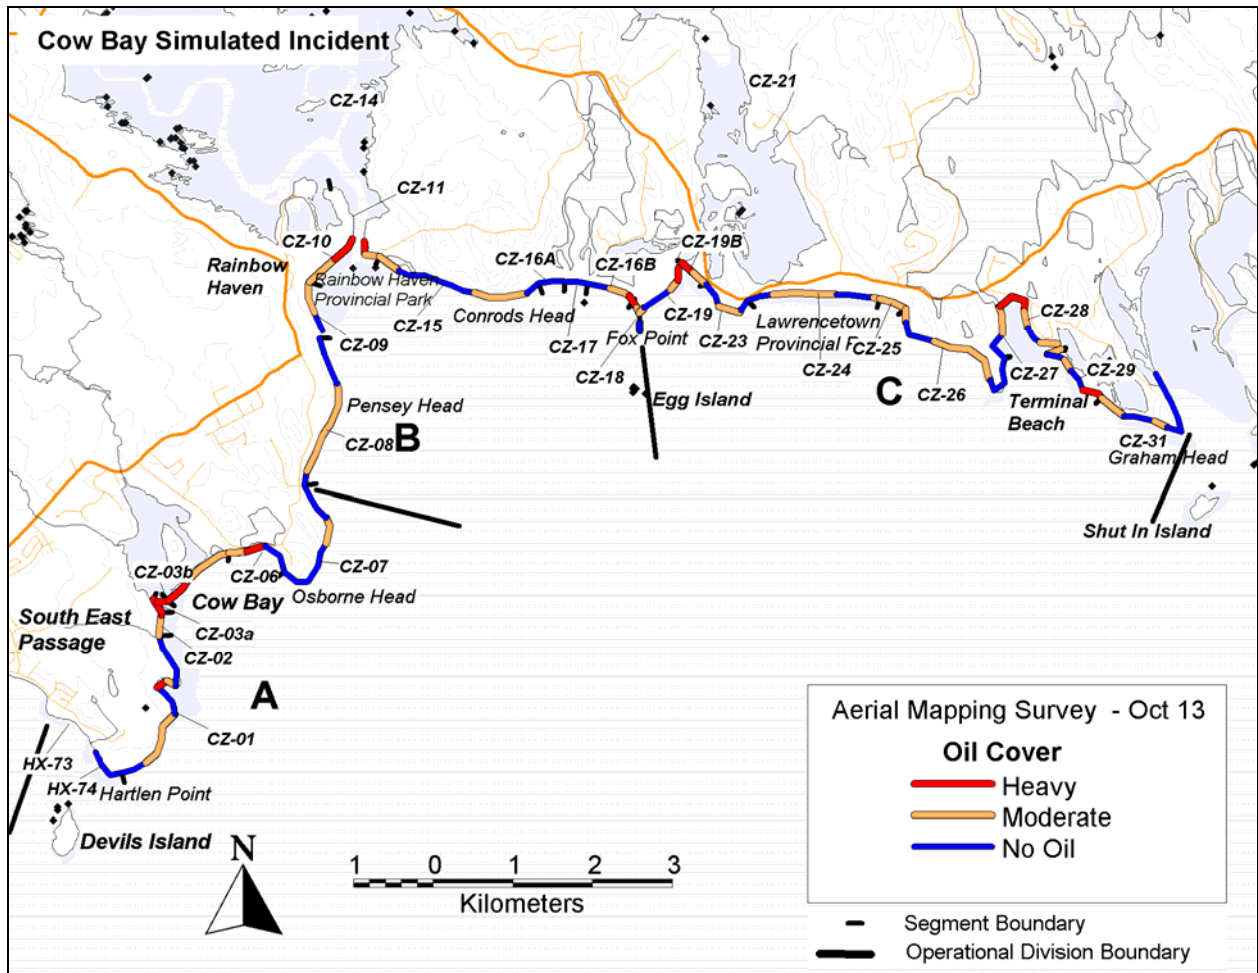 Cow Bay Simulated Incident
CZ-14
CZ-21
CZ-11
CZ-10
CZ-19B
Rainbow
Haven
CZ-16A
CZ-16B
Rainbow Haven
Provincial Park
CZ-15
Conrods Head
CZ-19
CZ-28
CZ-09
CZ-17
Fox Point
CZ-23
Lawrencetown
Provincial
CZ-25
CZ-18
CZ-24
CZ-27
CZ-29
Egg Island
C
CZ-26
Terminal
Beach
Pensey Head
CZ-08
B
CZ-31
Graham Head
Shut In Island
CZ-03b
CZ-06
CZ-07
Osborne Head
Cow Bay
South East
Passage
CZ-03a
CZ-02
A
CZ-01
HX-73
HX-74
Hartlen Point
Devils Island
N
1 0 1 2 3
Kilometers
Aerial Mapping Survey - Oct 13
Oil Cover
Heavy
Moderate
No Oil
Segment Boundary
Operational Division Boundary